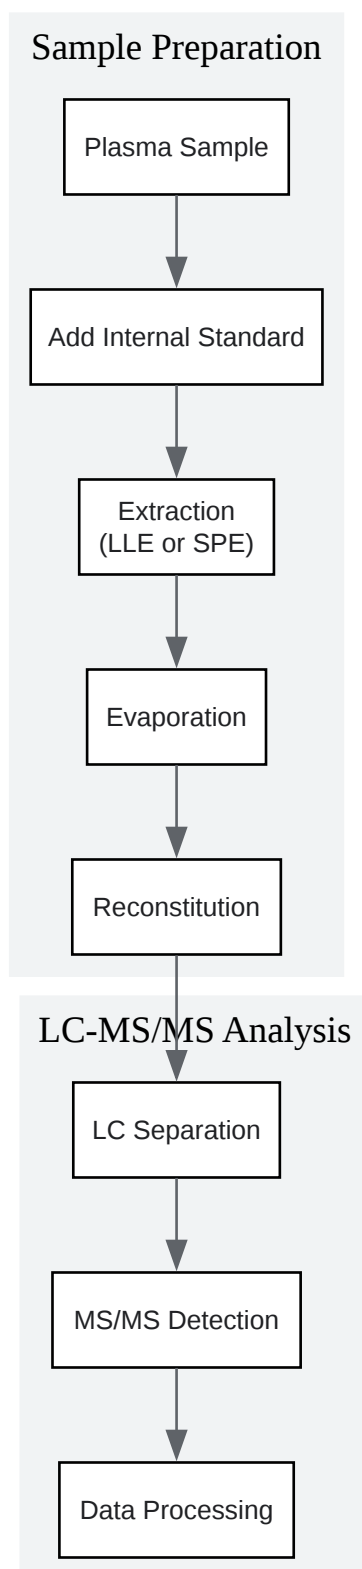 Sample Preparation
Plasma Sample
Add Internal Standard
Extraction
(LLE or SPE)
Evaporation
Reconstitution
LC-MS/MS Analysis
LC Separation
MS/MS Detection
Data Processing